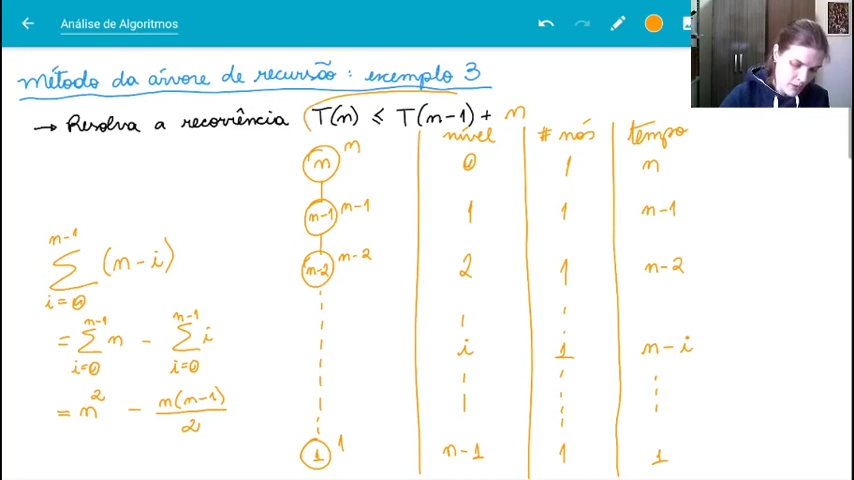 Análise de Algoritmos
método da árvore de recursão: exemplo 3
→ Resolva a recorrência T(n) ≤ T(n-1) + n
nível # nós tempo
n n 0 1 n
n-1 n-1 1 1 n-1
n-2 n-2 2 1 n-2
i 1 n-i
1 1 n-1 1 1
n-1
∑ (n-i)
i=0
n-1 n-1
= ∑ n - ∑ i
i=0 i=0
= n² - n(n-1)
2